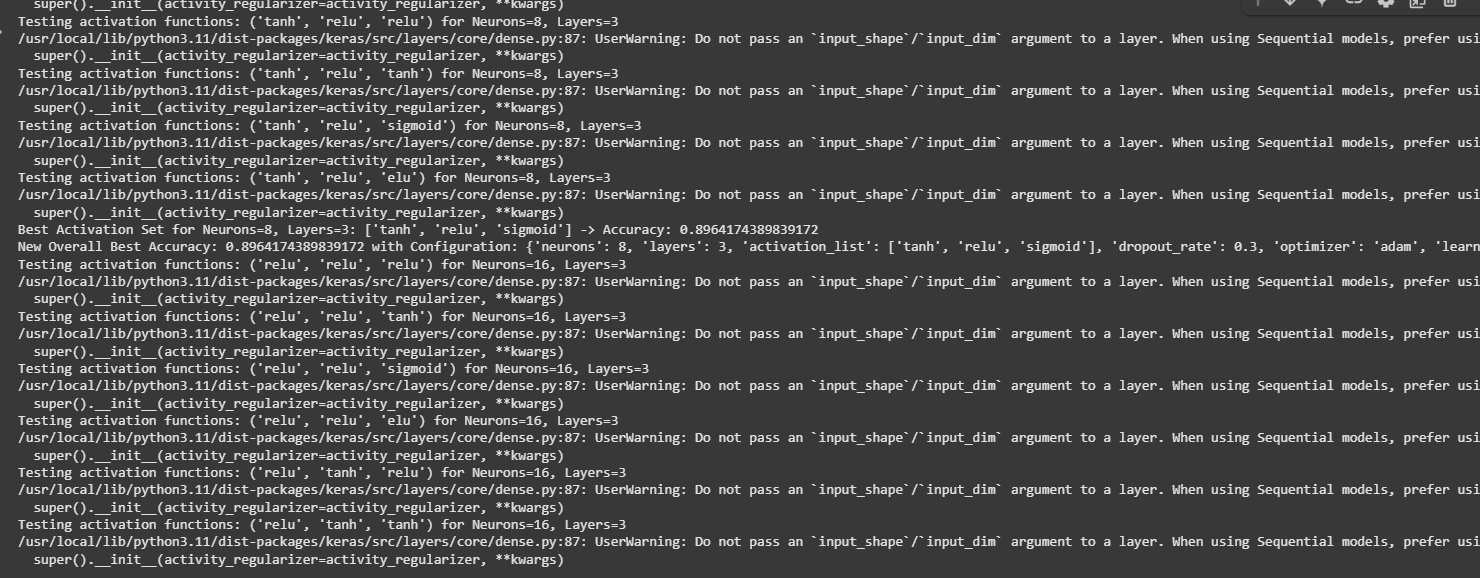 super().__init__(activity_regularizer=activity_regularizer, **kwargs)
Testing activation functions: ('tanh', 'relu', 'relu') for Neurons=8, Layers=3
/usr/local/lib/python3.11/dist-packages/keras/src/layers/core/dense.py:87: UserWarning: Do not pass an `input_shape`/`input_dim` argument to a layer. When using Sequential models, prefer usi
super().__init__(activity_regularizer=activity_regularizer, **kwargs)
Testing activation functions: ('tanh', 'relu', 'tanh') for Neurons=8, Layers=3
/usr/local/lib/python3.11/dist-packages/keras/src/layers/core/dense.py:87: UserWarning: Do not pass an `input_shape`/`input_dim` argument to a layer. When using Sequential models, prefer usi
super().__init__(activity_regularizer=activity_regularizer, **kwargs)
Testing activation functions: ('tanh', 'relu', 'sigmoid') for Neurons=8, Layers=3
/usr/local/lib/python3.11/dist-packages/keras/src/layers/core/dense.py:87: UserWarning: Do not pass an `input_shape`/`input_dim` argument to a layer. When using Sequential models, prefer usi
super().__init__(activity_regularizer=activity_regularizer, **kwargs)
Testing activation functions: ('tanh', 'relu', 'elu') for Neurons=8, Layers=3
/usr/local/lib/python3.11/dist-packages/keras/src/layers/core/dense.py:87: UserWarning: Do not pass an `input_shape`/`input_dim` argument to a layer. When using Sequential models, prefer usi
super().__init__(activity_regularizer=activity_regularizer, **kwargs)
Best Activation Set for Neurons=8, Layers=3: ['tanh', 'relu', 'sigmoid'] -> Accuracy: 0.8964174389839172
New Overall Best Accuracy: 0.8964174389839172 with Configuration: {'neurons': 8, 'layers': 3, 'activation_list': ['tanh', 'relu', 'sigmoid'], 'dropout_rate': 0.3, 'optimizer': 'adam', 'learn
Testing activation functions: ('relu', 'relu', 'relu') for Neurons=16, Layers=3
/usr/local/lib/python3.11/dist-packages/keras/src/layers/core/dense.py:87: UserWarning: Do not pass an `input_shape`/`input_dim` argument to a layer. When using Sequential models, prefer usi
super().__init__(activity_regularizer=activity_regularizer, **kwargs)
Testing activation functions: ('relu', 'relu', 'tanh') for Neurons=16, Layers=3
/usr/local/lib/python3.11/dist-packages/keras/src/layers/core/dense.py:87: UserWarning: Do not pass an `input_shape`/`input_dim` argument to a layer. When using Sequential models, prefer usi
super().__init__(activity_regularizer=activity_regularizer, **kwargs)
Testing activation functions: ('relu', 'relu', 'sigmoid') for Neurons=16, Layers=3
/usr/local/lib/python3.11/dist-packages/keras/src/layers/core/dense.py:87: UserWarning: Do not pass an `input_shape`/`input_dim` argument to a layer. When using Sequential models, prefer usi
super().__init__(activity_regularizer=activity_regularizer, **kwargs)
Testing activation functions: ('relu', 'relu', 'elu') for Neurons=16, Layers=3
/usr/local/lib/python3.11/dist-packages/keras/src/layers/core/dense.py:87: UserWarning: Do not pass an `input_shape`/`input_dim` argument to a layer. When using Sequential models, prefer usi
super().__init__(activity_regularizer=activity_regularizer, **kwargs)
Testing activation functions: ('relu', 'tanh', 'relu') for Neurons=16, Layers=3
/usr/local/lib/python3.11/dist-packages/keras/src/layers/core/dense.py:87: UserWarning: Do not pass an `input_shape`/`input_dim` argument to a layer. When using Sequential models, prefer usi
super().__init__(activity_regularizer=activity_regularizer, **kwargs)
Testing activation functions: ('relu', 'tanh', 'tanh') for Neurons=16, Layers=3
/usr/local/lib/python3.11/dist-packages/keras/src/layers/core/dense.py:87: UserWarning: Do not pass an `input_shape`/`input_dim` argument to a layer. When using Sequential models, prefer usi
super().__init__(activity_regularizer=activity_regularizer, **kwargs)